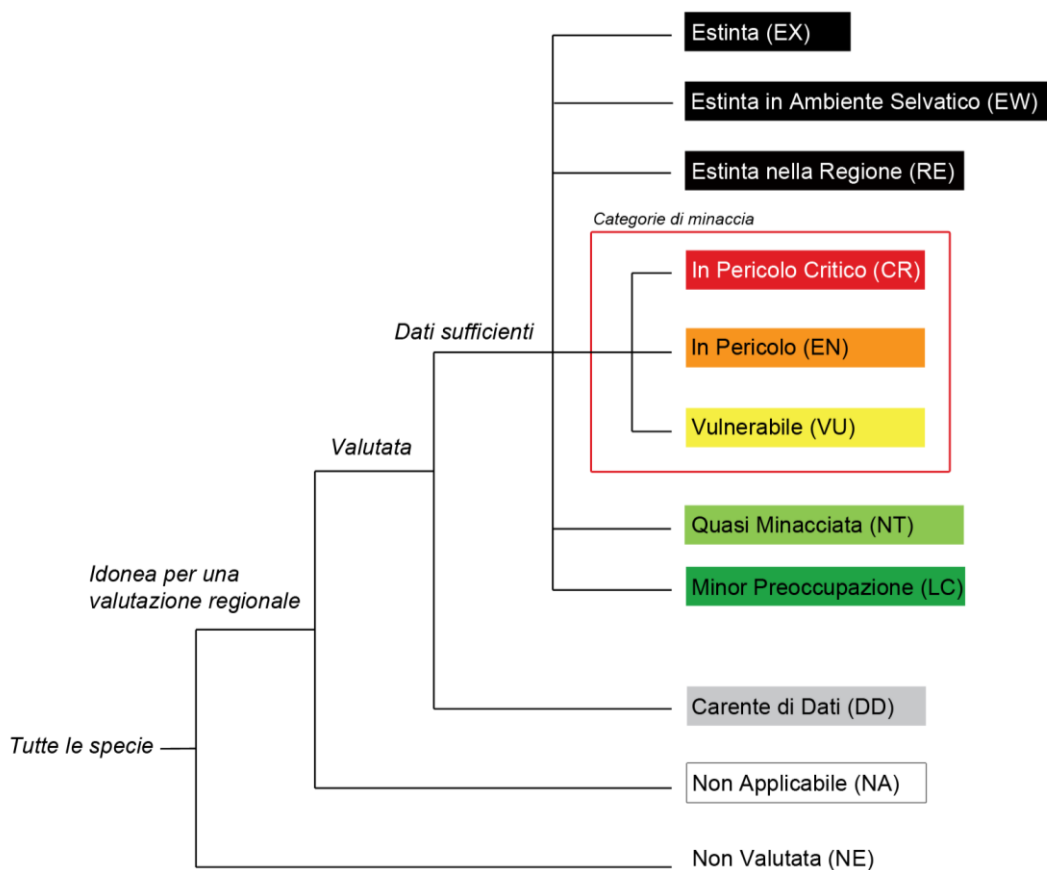 Estinta (EX)
Estinta in Ambiente Selvatico (EW)
Estinta nella Regione (RE)
Categorie di minaccia
In Pericolo Critico (CR)
Dati sufficienti
In Pericolo (EN)
Vulnerabile (VU)
Valutata
Quasi Minacciata (NT)
Idonea per una
valutazione regionale
Minor Preoccupazione (LC)
Carente di Dati (DD)
Tutte le specie
Non Applicabile (NA)
Non Valutata (NE)